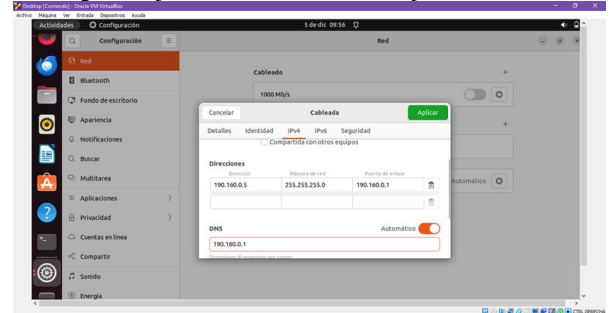 Desktop [Corriendo] - Oracle VM VirtualBox
Archivo Máquina Ver Entrada Dispositivos Ayuda
Actividades Configuración 5 de dic 09:56
Configuración Red
Red
Bluetooth
Cableado
Fondo de escritorio
1000 Mb/s
Cancelar Cableada Aplicar
Apariencia
Detalles Identidad IPv4 IPv6 Seguridad
Notificaciones
Compartida con otros equipos
Buscar
Direcciones
Multitarea
Dirección Máscara de red Puerta de enlace
Automático
190.160.0.5 255.255.255.0 190.160.0.1
Aplicaciones
Privacidad
DNS Automático
Cuentas en línea
190.160.0.1
Compartir
Sonido
Energía
CTRL DERECHA